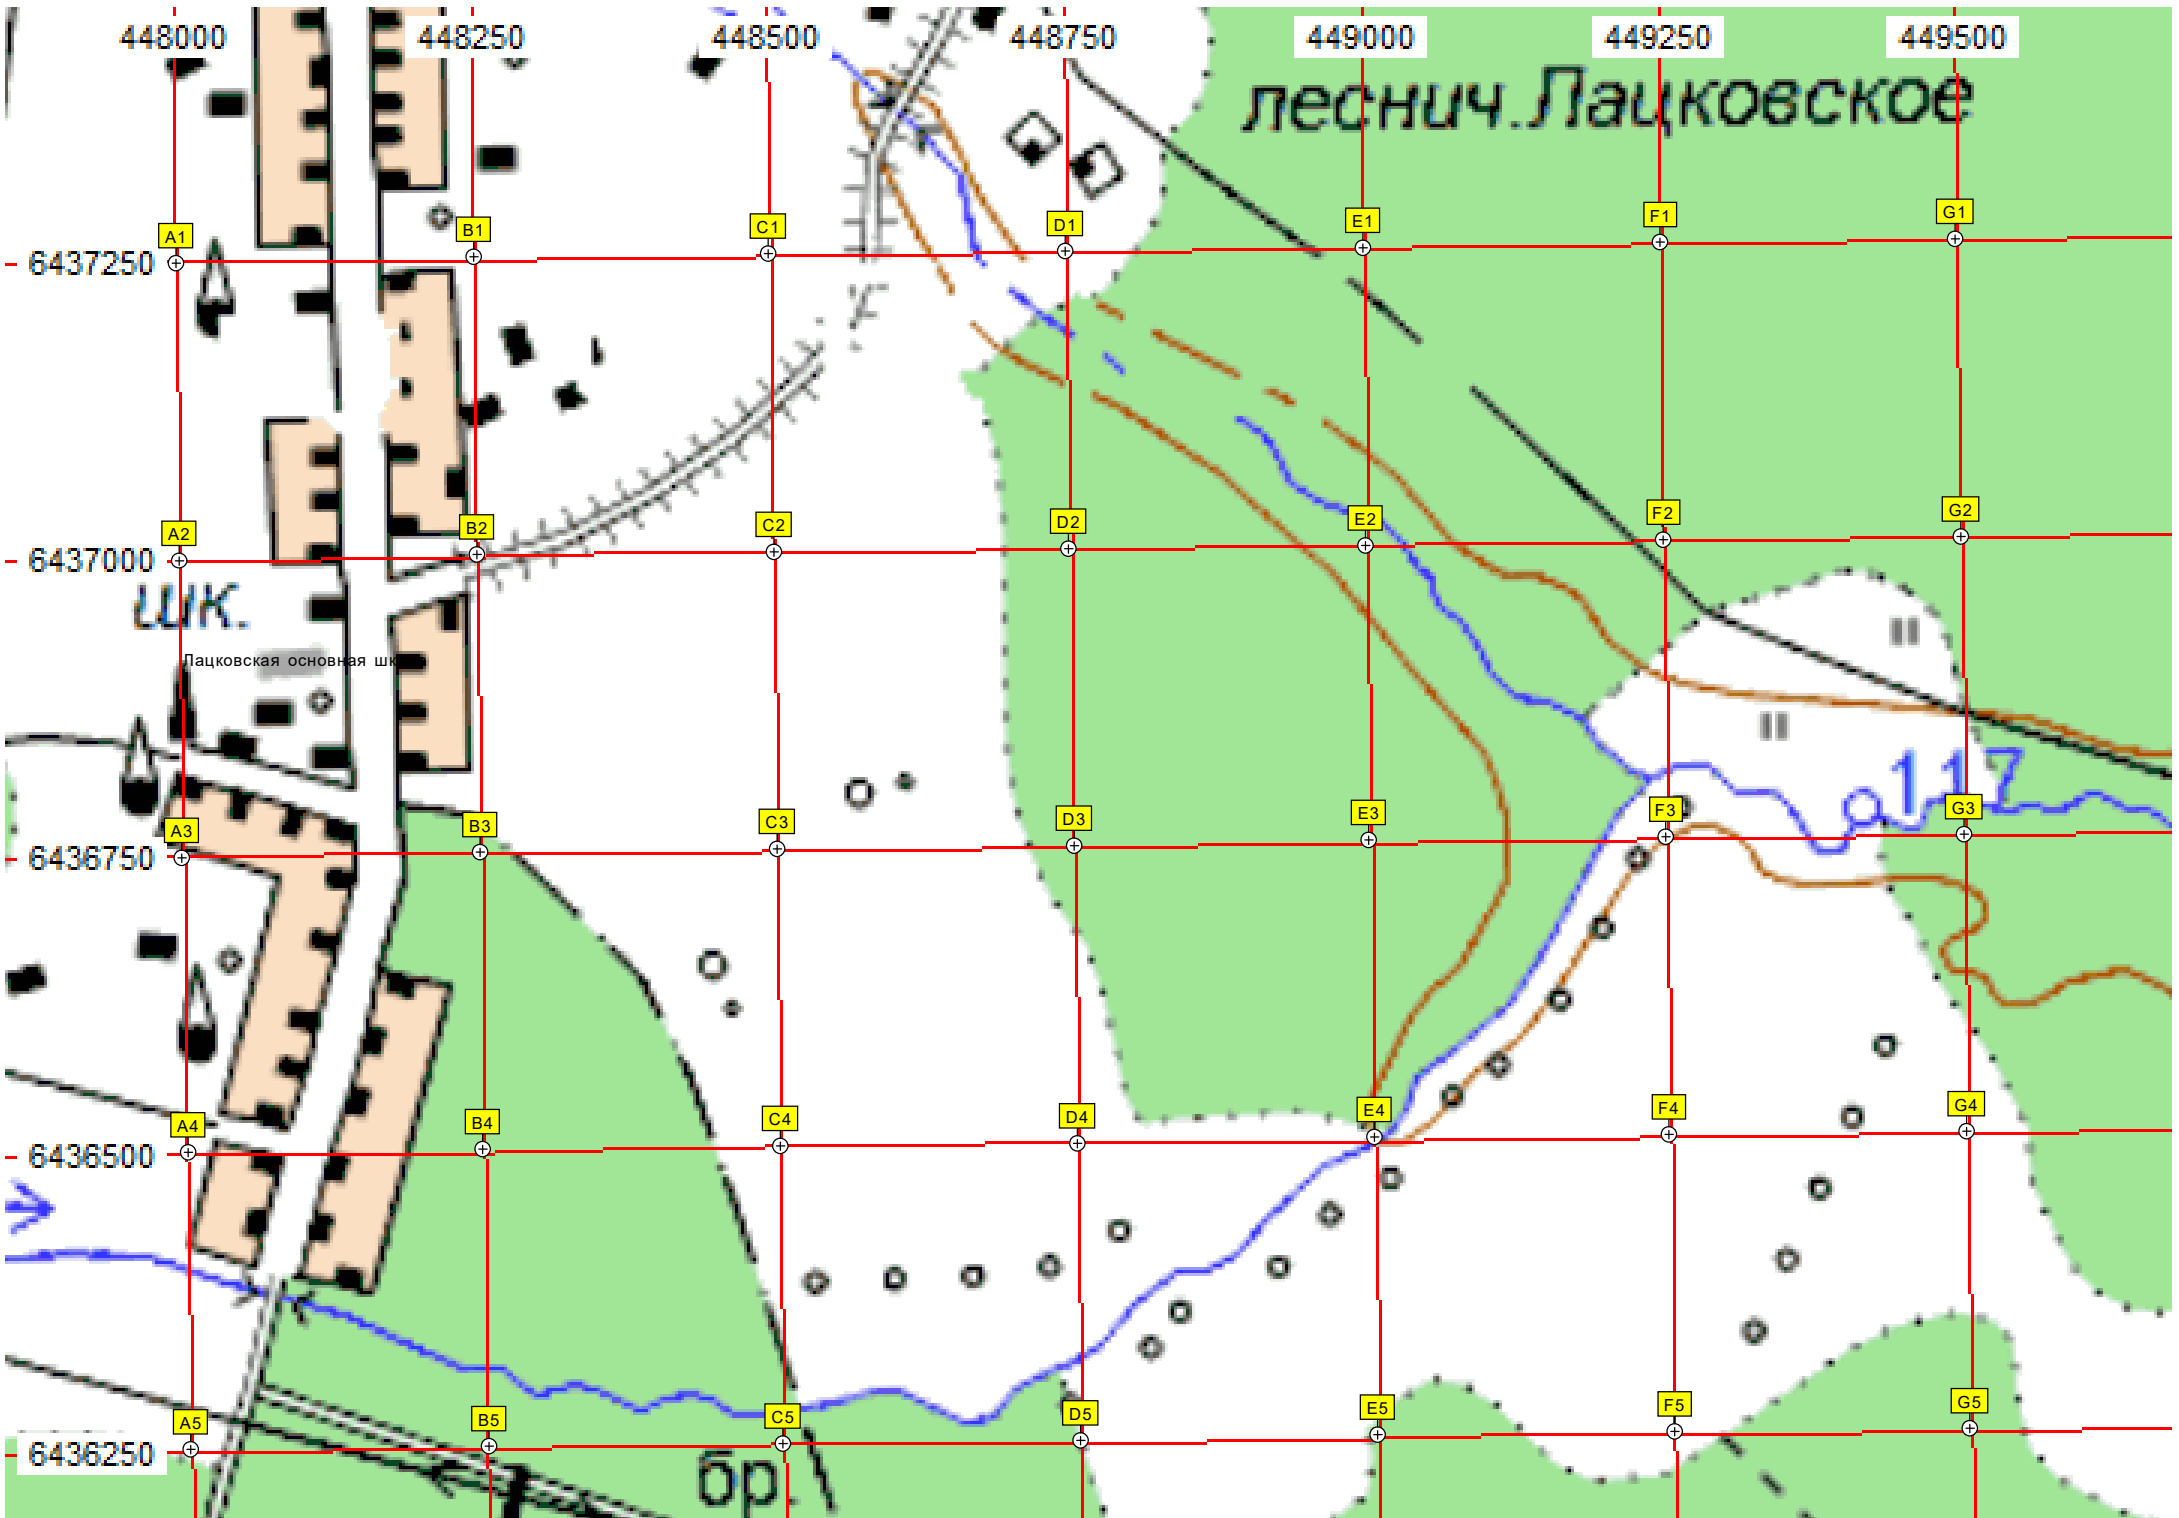 448000 448250 448500 448750 449000 449250 449500
леснич. Лацковское
A1 B1 C1 D1 E1 F1 G1
6437250
A2 B2 C2 D2 E2 F2 G2
6437000
шк.
Лацковская основная шк
117
A3 B3 C3 D3 E3 F3 G3
6436750
A4 B4 C4 D4 E4 F4 G4
6436500
A5 B5 C5 D5 E5 F5 G5
6436250
бр.